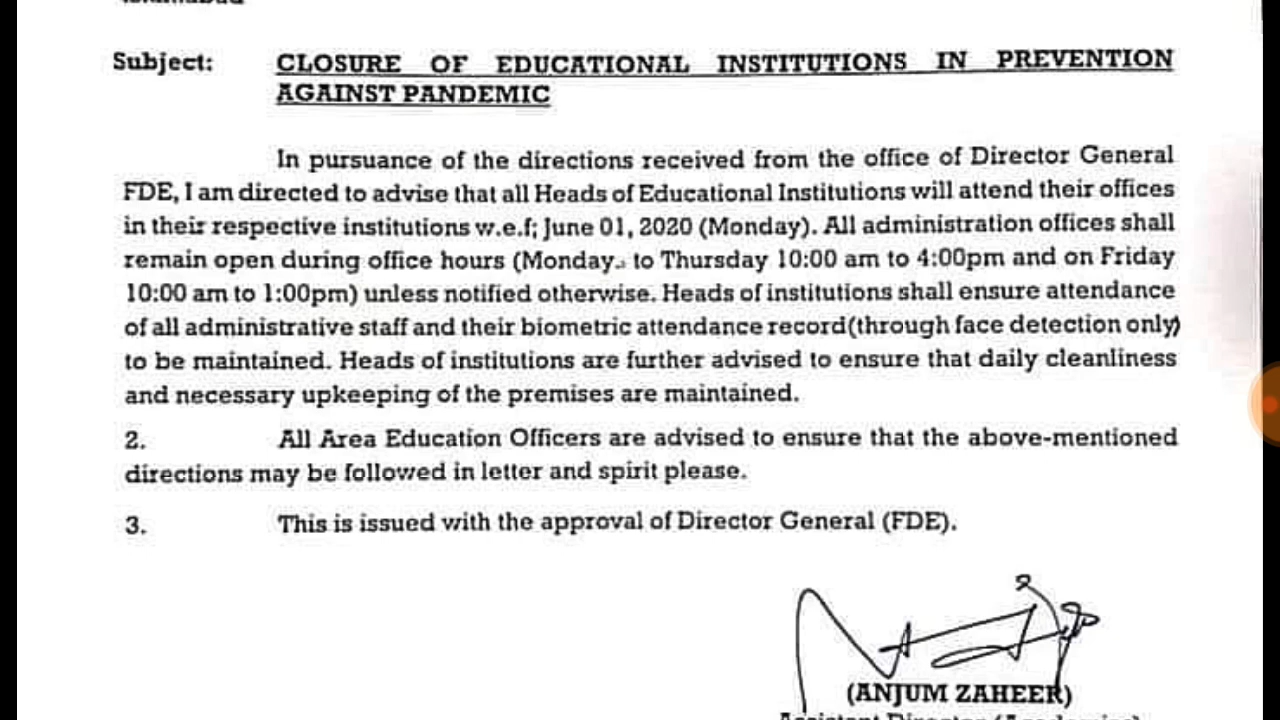 Islamabad
Subject: CLOSURE OF EDUCATIONAL INSTITUTIONS IN PREVENTION
AGAINST PANDEMIC
In pursuance of the directions received from the office of Director General
FDE, I am directed to advise that all Heads of Educational Institutions will attend their offices
in their respective institutions w.e.f; June 01, 2020 (Monday). All administration offices shall
remain open during office hours (Monday. to Thursday 10:00 am to 4:00pm and on Friday
10:00 am to 1:00pm) unless notified otherwise. Heads of institutions shall ensure attendance
of all administrative staff and their biometric attendance record(through face detection only)
to be maintained. Heads of institutions are further advised to ensure that daily cleanliness
and necessary upkeeping of the premises are maintained.
2. All Area Education Officers are advised to ensure that the above-mentioned
directions may be followed in letter and spirit please.
3. This is issued with the approval of Director General (FDE).
(ANJUM ZAHEER)
Assistant Director (Academics)